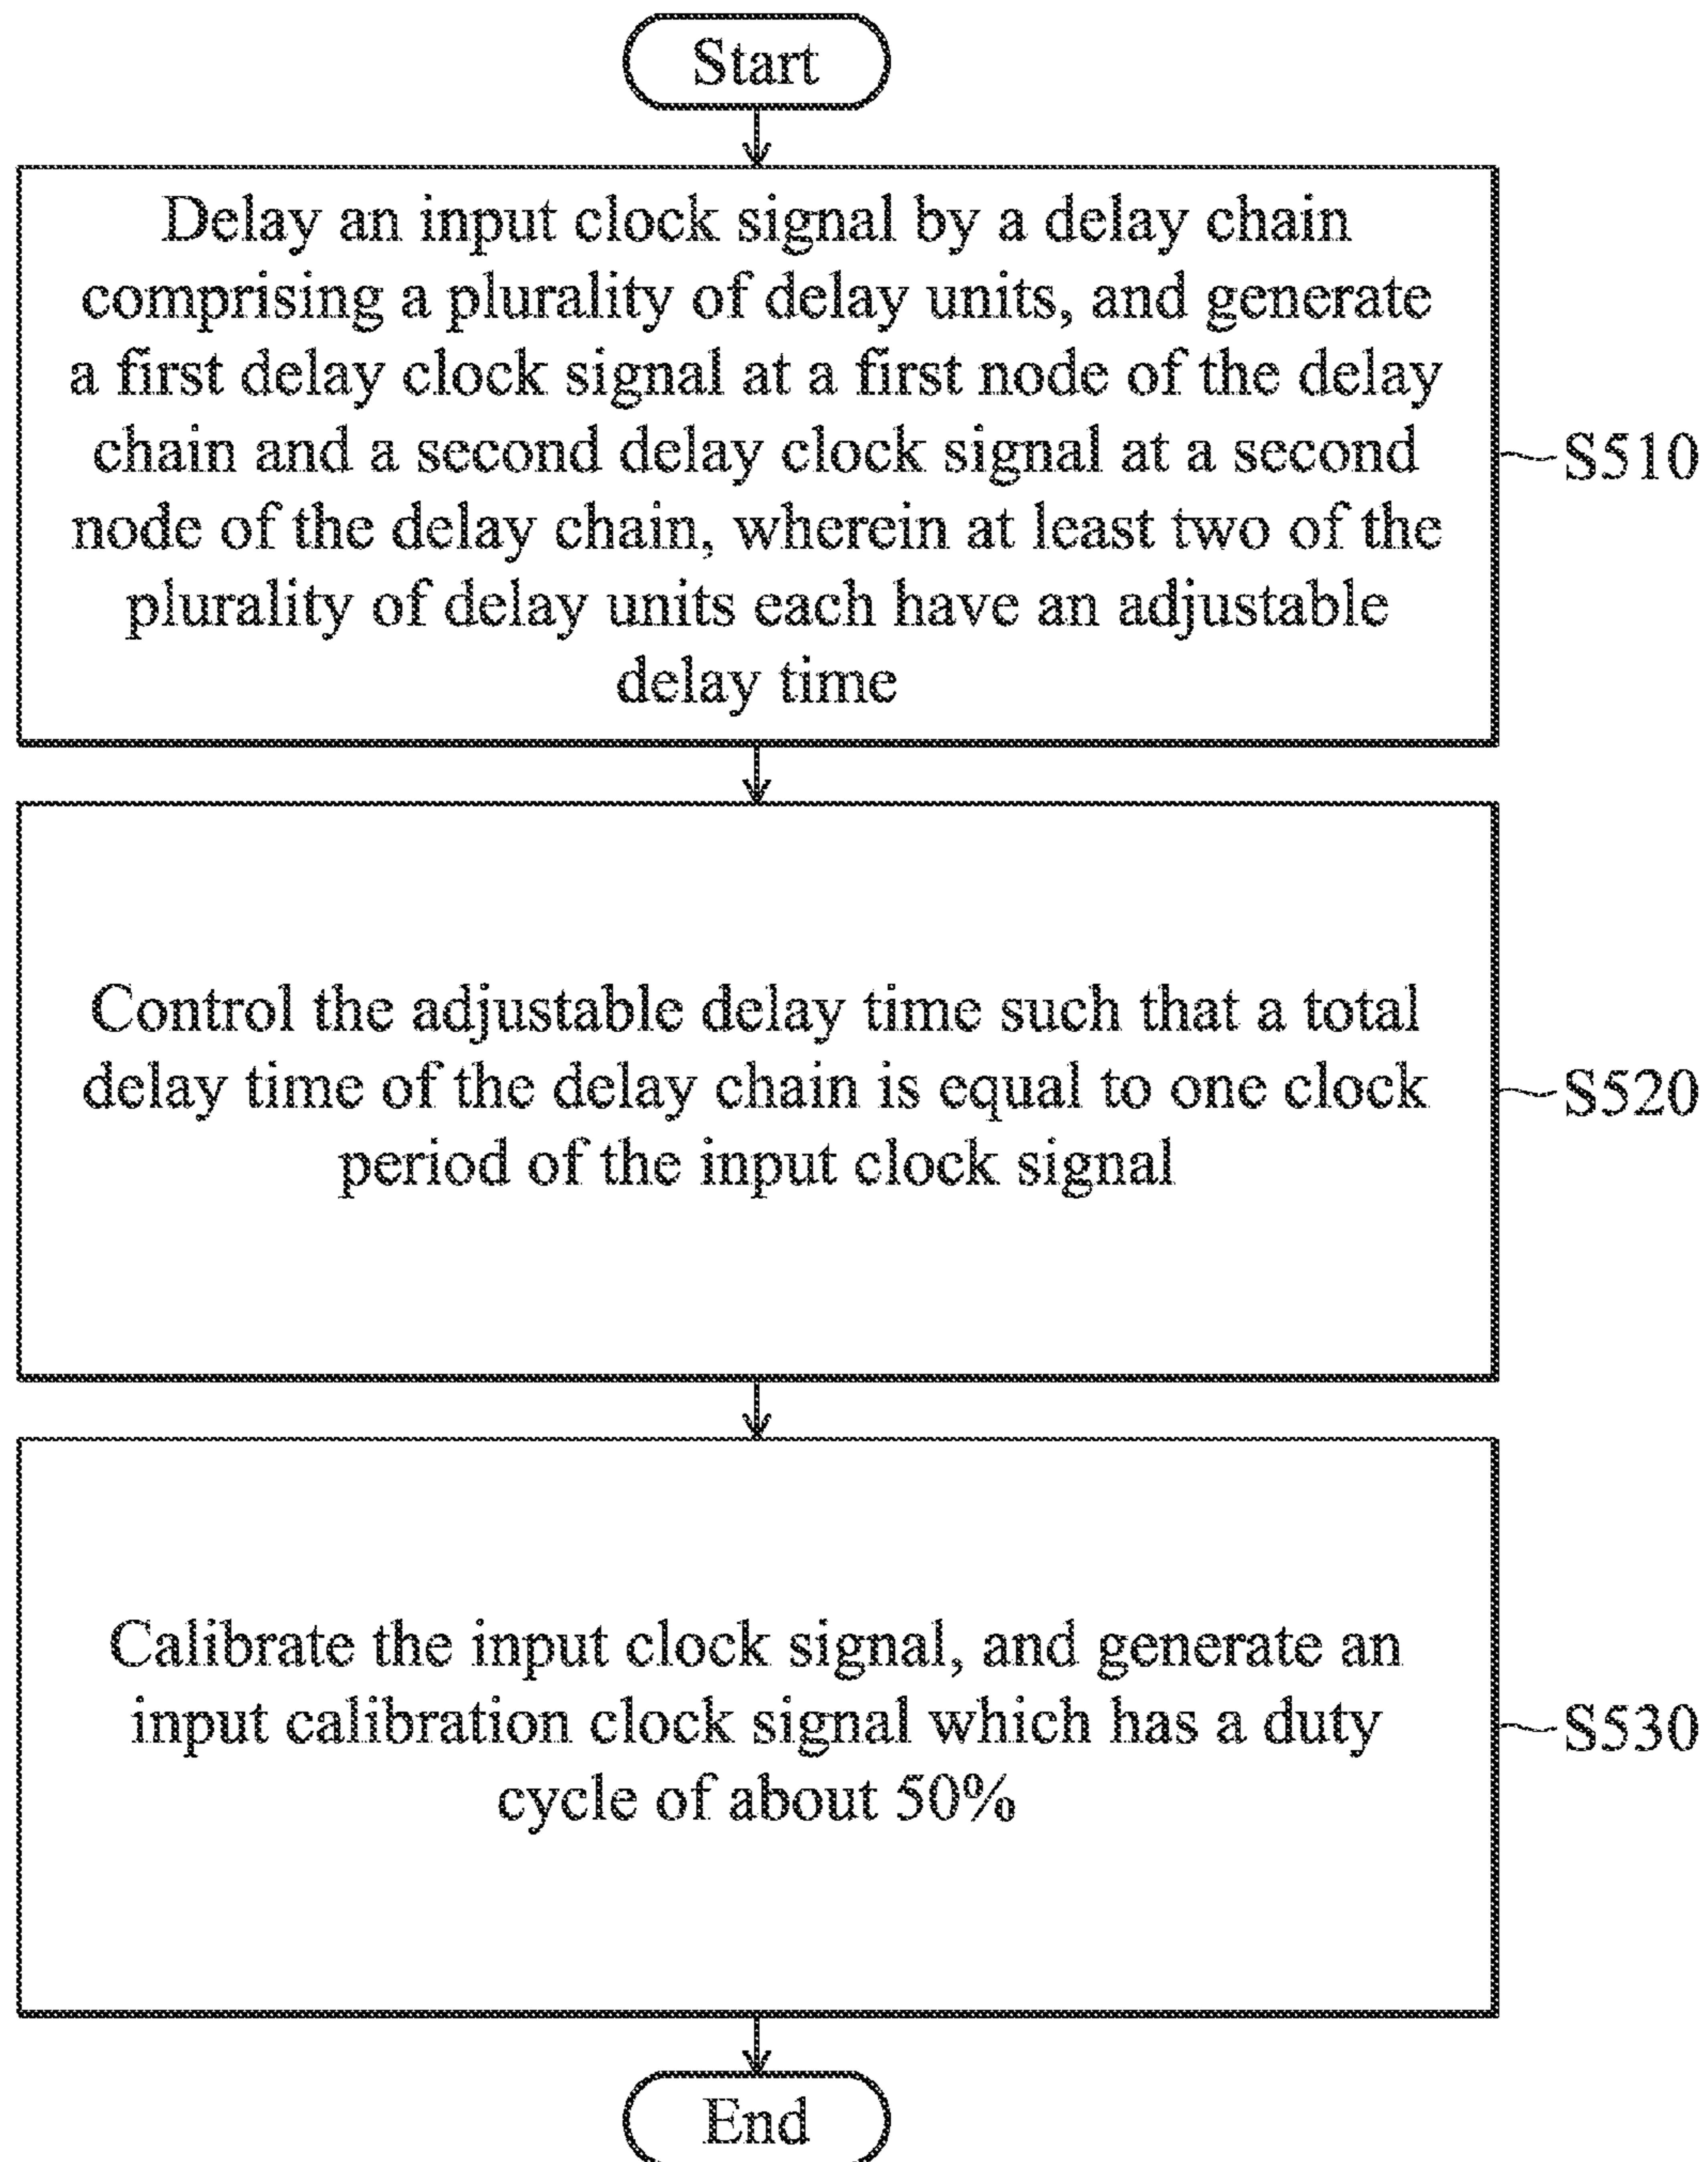 Start
Delay an input clock signal by a delay chain
comprising a plurality of delay units, and generate
a first delay clock signal at a first node of the delay
chain and a second delay clock signal at a second
node of the delay chain, wherein at least two of the
plurality of delay units each have an adjustable
delay time
S510
Control the adjustable delay time such that a total
delay time of the delay chain is equal to one clock
period of the input clock signal
S520
Calibrate the input clock signal, and generate an
input calibration clock signal which has a duty
cycle of about 50%
S530
End